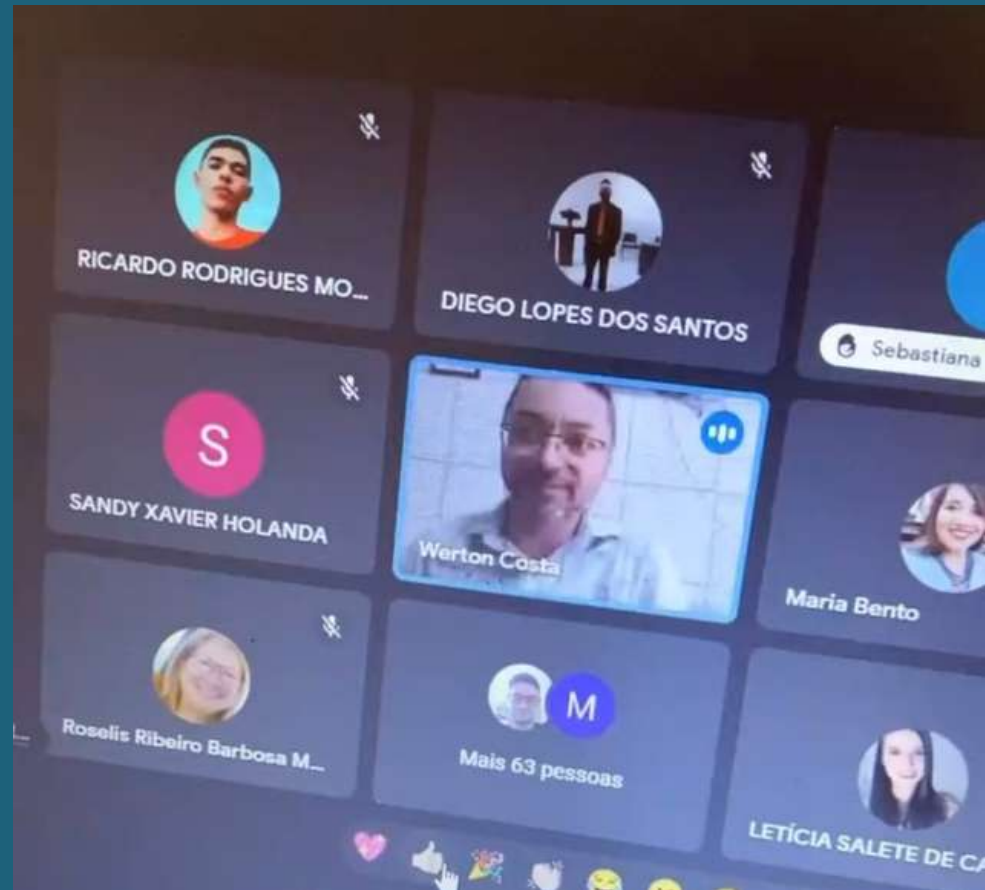 RICARDO RODRIGUES MO...
DIEGO LOPES DOS SANTOS
Sebastiana
S
SANDY XAVIER HOLANDA
Werton Costa
Maria Bento
Roselis Ribeiro Barbosa M...
M
Mais 63 pessoas
LETÍCIA SALETE DE CA